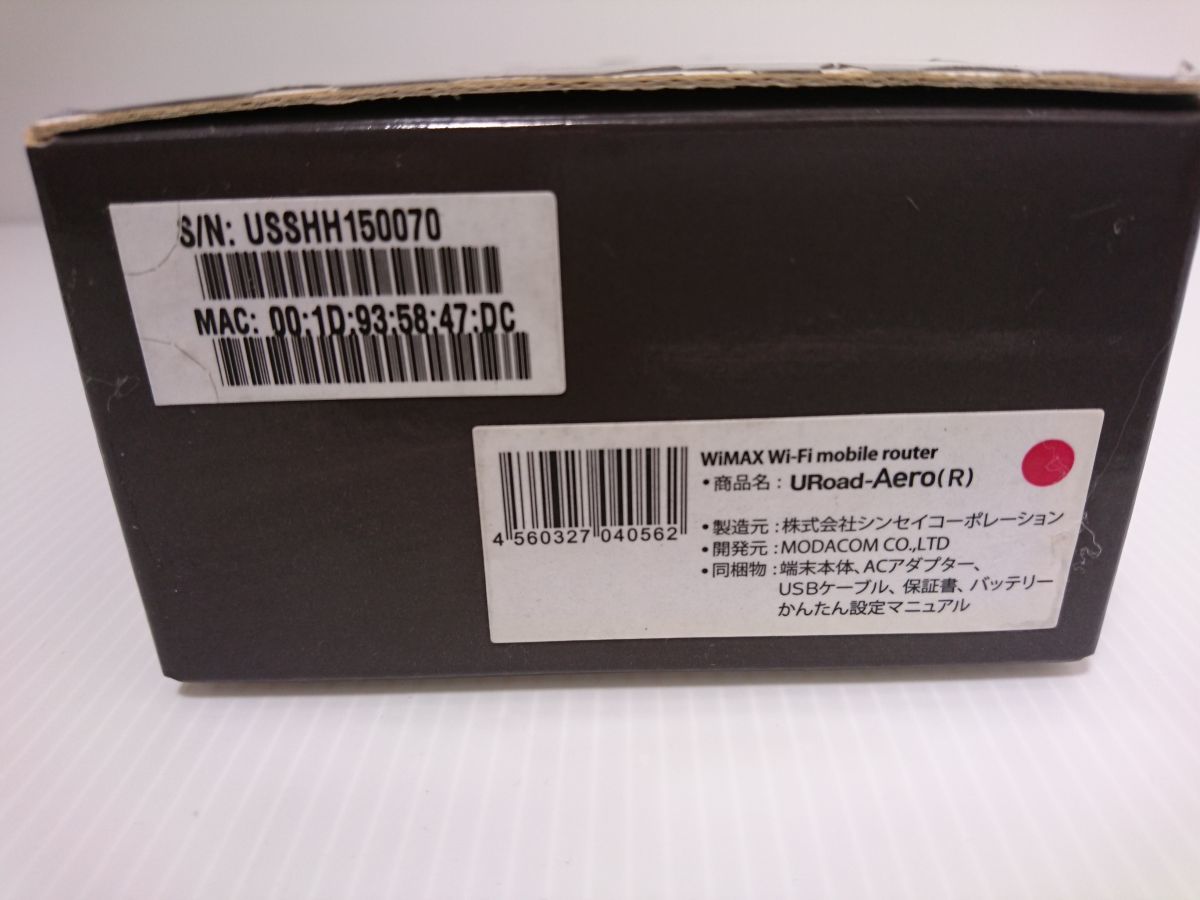 S/N: USSHH150070
MAC: 00:1D:93:58:47:DC
4 560327 040562
WiMAX Wi-Fi mobile router
・商品名：URoad-Aero(R)
・製造元：株式会社シンセイコーポレーション
・開発元：MODACOM CO.,LTD
・同梱物：端末本体、ACアダプター、
USBケーブル、保証書、バッテリー
かんたん設定マニュアル